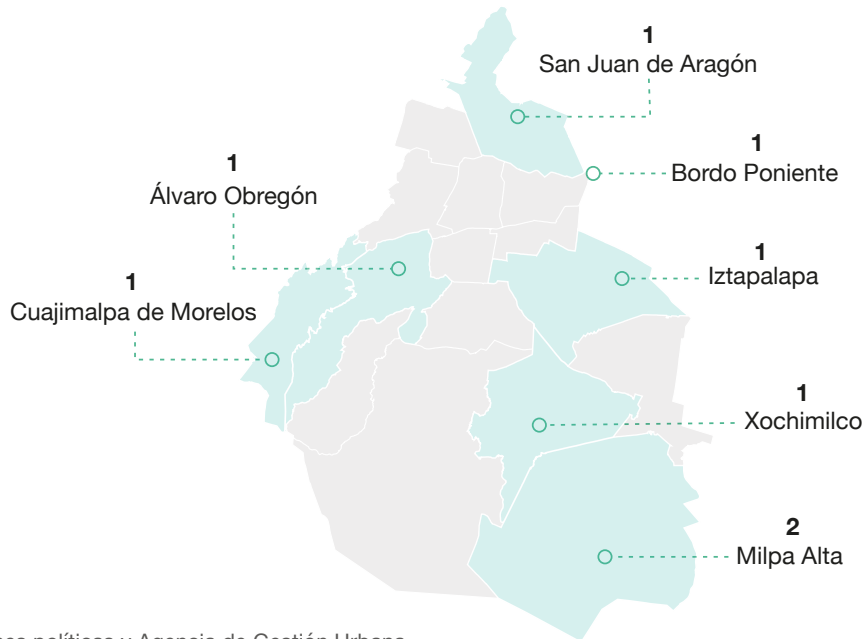 1
San Juan de Aragón
1
Bordo Poniente
1
Álvaro Obregón
1
Iztapalapa
1
Cuajimalpa de Morelos
1
Xochimilco
2
Milpa Alta